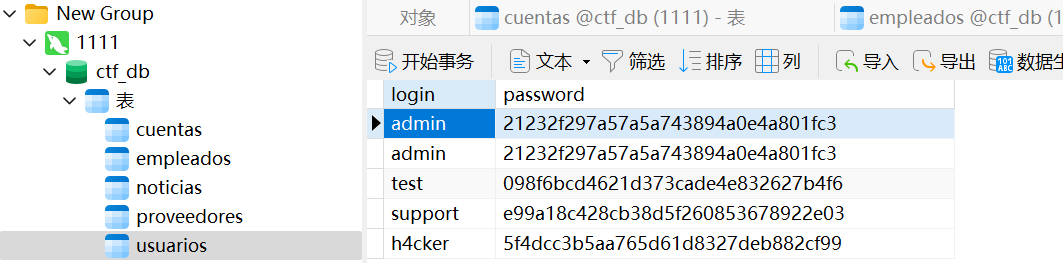 New Group
1111
ctf_db
表
cuentas
empleados
noticias
proveedores
usuarios
对象 cuentas @ctf_db (1111) - 表 empleados @ctf_db (1111)
开始事务 文本 筛选 排序 列 导入 导出 数据生
login password
admin 21232f297a57a5a743894a0e4a801fc3
admin 21232f297a57a5a743894a0e4a801fc3
test 098f6bcd4621d373cade4e832627b4f6
support e99a18c428cb38d5f260853678922e03
h4cker 5f4dcc3b5aa765d61d8327deb882cf99